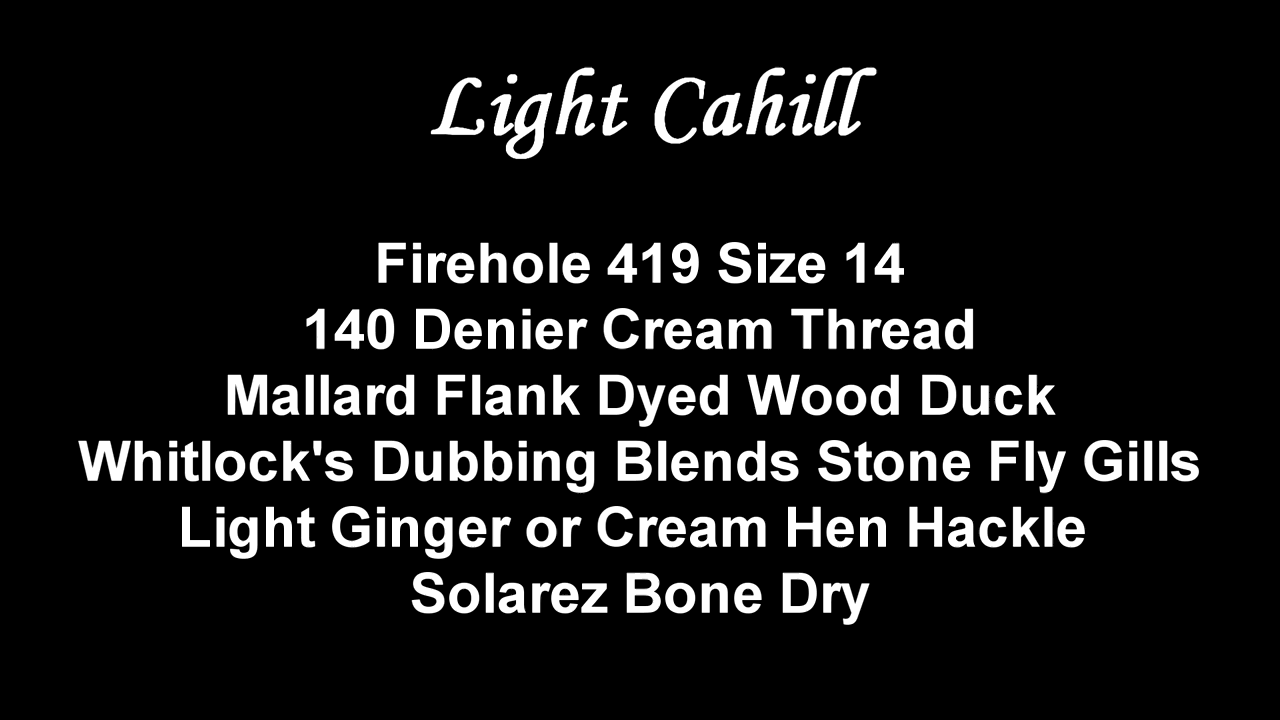 Light Cahill
Firehole 419 Size 14
140 Denier Cream Thread
Mallard Flank Dyed Wood Duck
Whitlock's Dubbing Blends Stone Fly Gills
Light Ginger or Cream Hen Hackle
Solarez Bone Dry